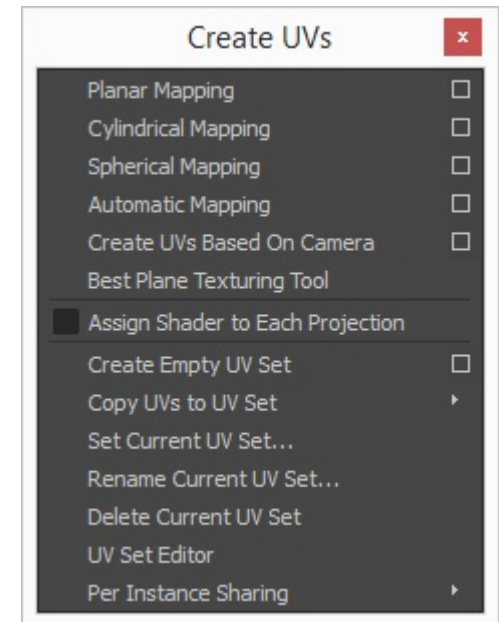 Create UVs
x
Planar Mapping
Cylindrical Mapping
Spherical Mapping
Automatic Mapping
Create UVs Based On Camera
Best Plane Texturing Tool
Assign Shader to Each Projection
Create Empty UV Set
Copy UVs to UV Set
Set Current UV Set...
Rename Current UV Set...
Delete Current UV Set
UV Set Editor
Per Instance Sharing